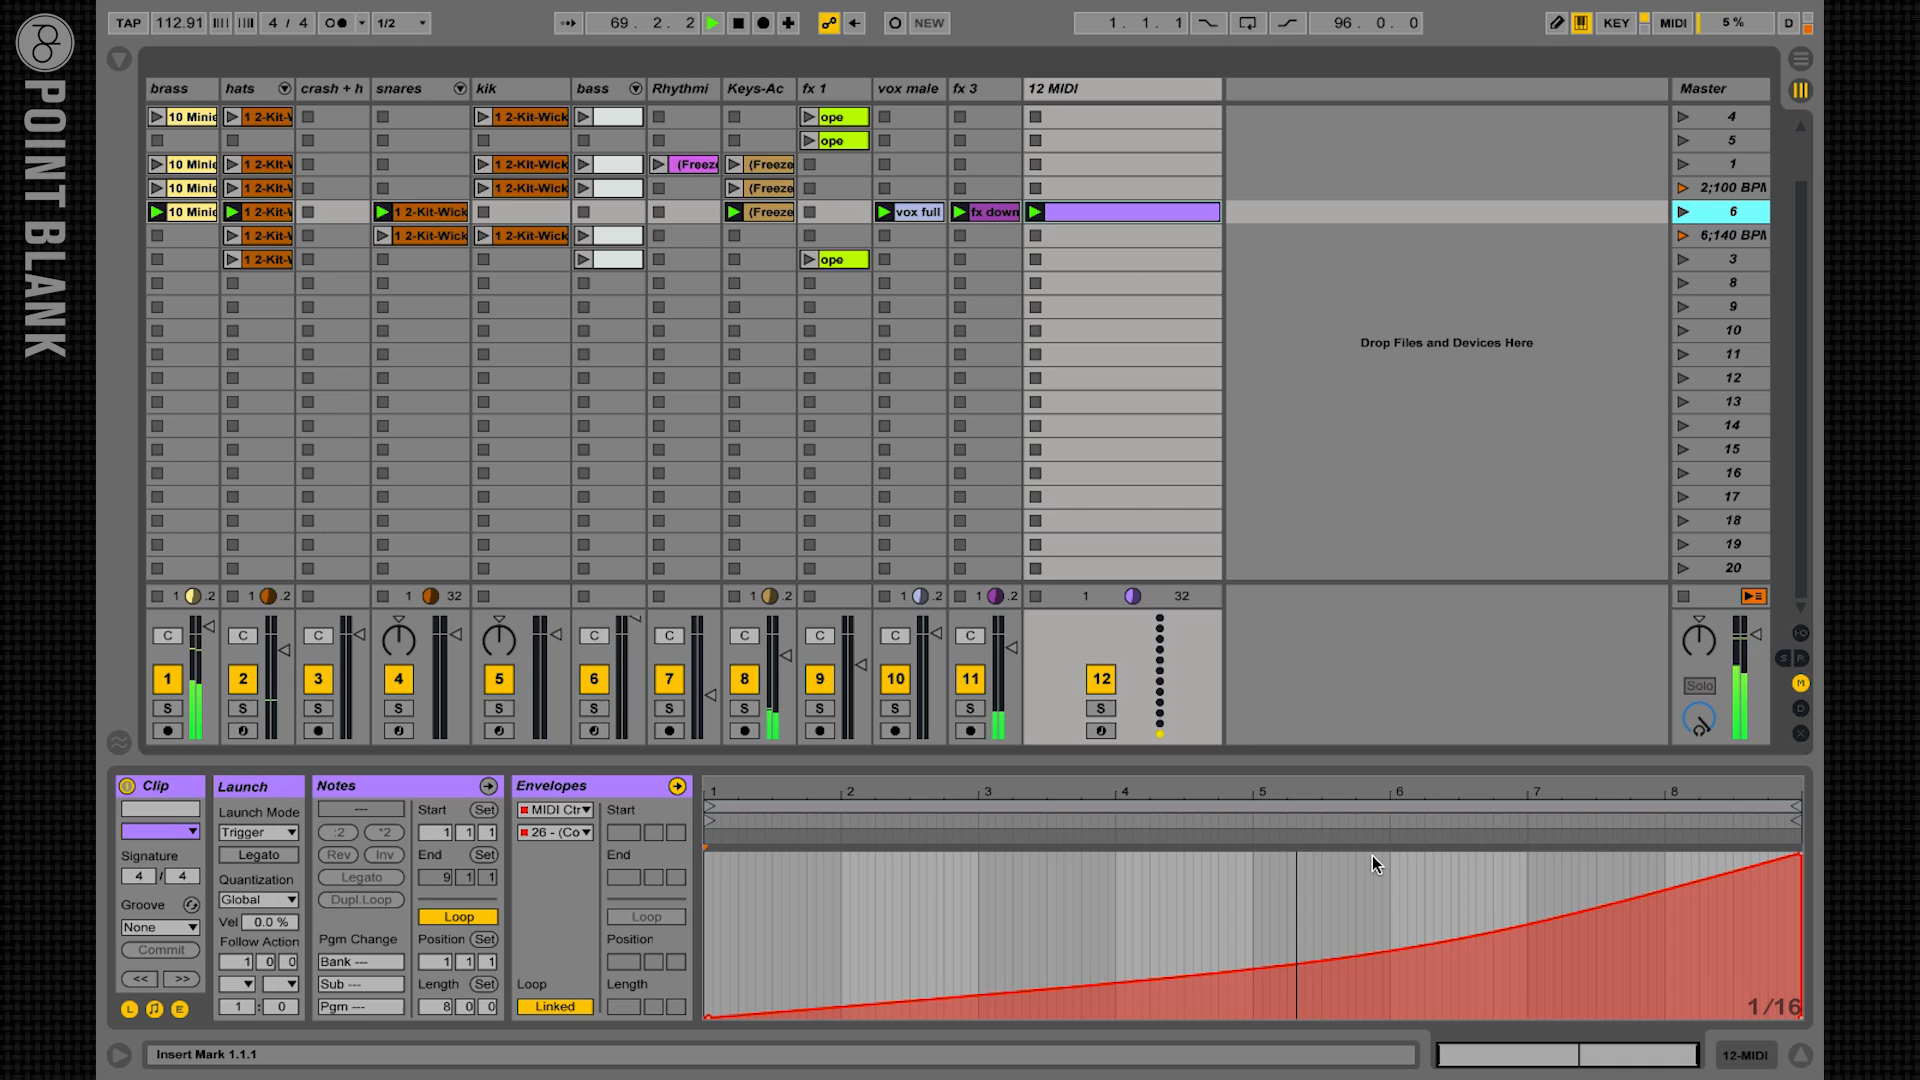 POINT BLANK
TAP 112.91 4 / 4 1/2 69 . 2 . 2 NEW 1 . 1 . 1 96 . 0 . 0 KEY MIDI 5 % D
brass hats crash + h snares kik bass Rhythmi Keys-Ac fx 1 vox male fx 3 12 MIDI Master
10 Minie 1 2-Kit-W 1 2-Kit-Wick ope 4
ope 5
10 Minie 1 2-Kit-W 1 2-Kit-Wick (Freeze (Freeze 1
10 Minie 1 2-Kit-W 1 2-Kit-Wick (Freeze 2;100 BPM
10 Minie 1 2-Kit-W 1 2-Kit-Wick (Freeze vox full fx down 6
1 2-Kit-W 1 2-Kit-Wick 1 2-Kit-Wick 6;140 BPM
1 2-Kit-W ope 3
8
9
10
Drop Files and Devices Here
11
12
13
14
15
16
17
18
19
20
1 .2 1 .2 1 32 1 .2 1 .2 1 .2 1 32
C C C C C C C C C
1 2 3 4 5 6 7 8 9 10 11 12 Solo
S S S S S S S S S S S S
S R
M
D
X
Clip Launch Notes Envelopes 1 2 3 4 5 6 7 8
Launch Mode --- Start Set MIDI Ctr Start
Trigger :2 *2 1 1 1 26 - (Co
Signature Legato Rev Inv End Set End
4 / 4 Quantization Legato 9 1 1
Groove Global Dupl.Loop
None Vel 0.0 % Loop Loop
Commit Follow Action Pgm Change Position Set Position
<< >> 1 0 0 Bank --- 1 1 1
Sub --- Length Set Loop Length
L E 1 : 0 Pgm --- 8 0 0 Linked 1/16
Insert Mark 1.1.1 12-MIDI